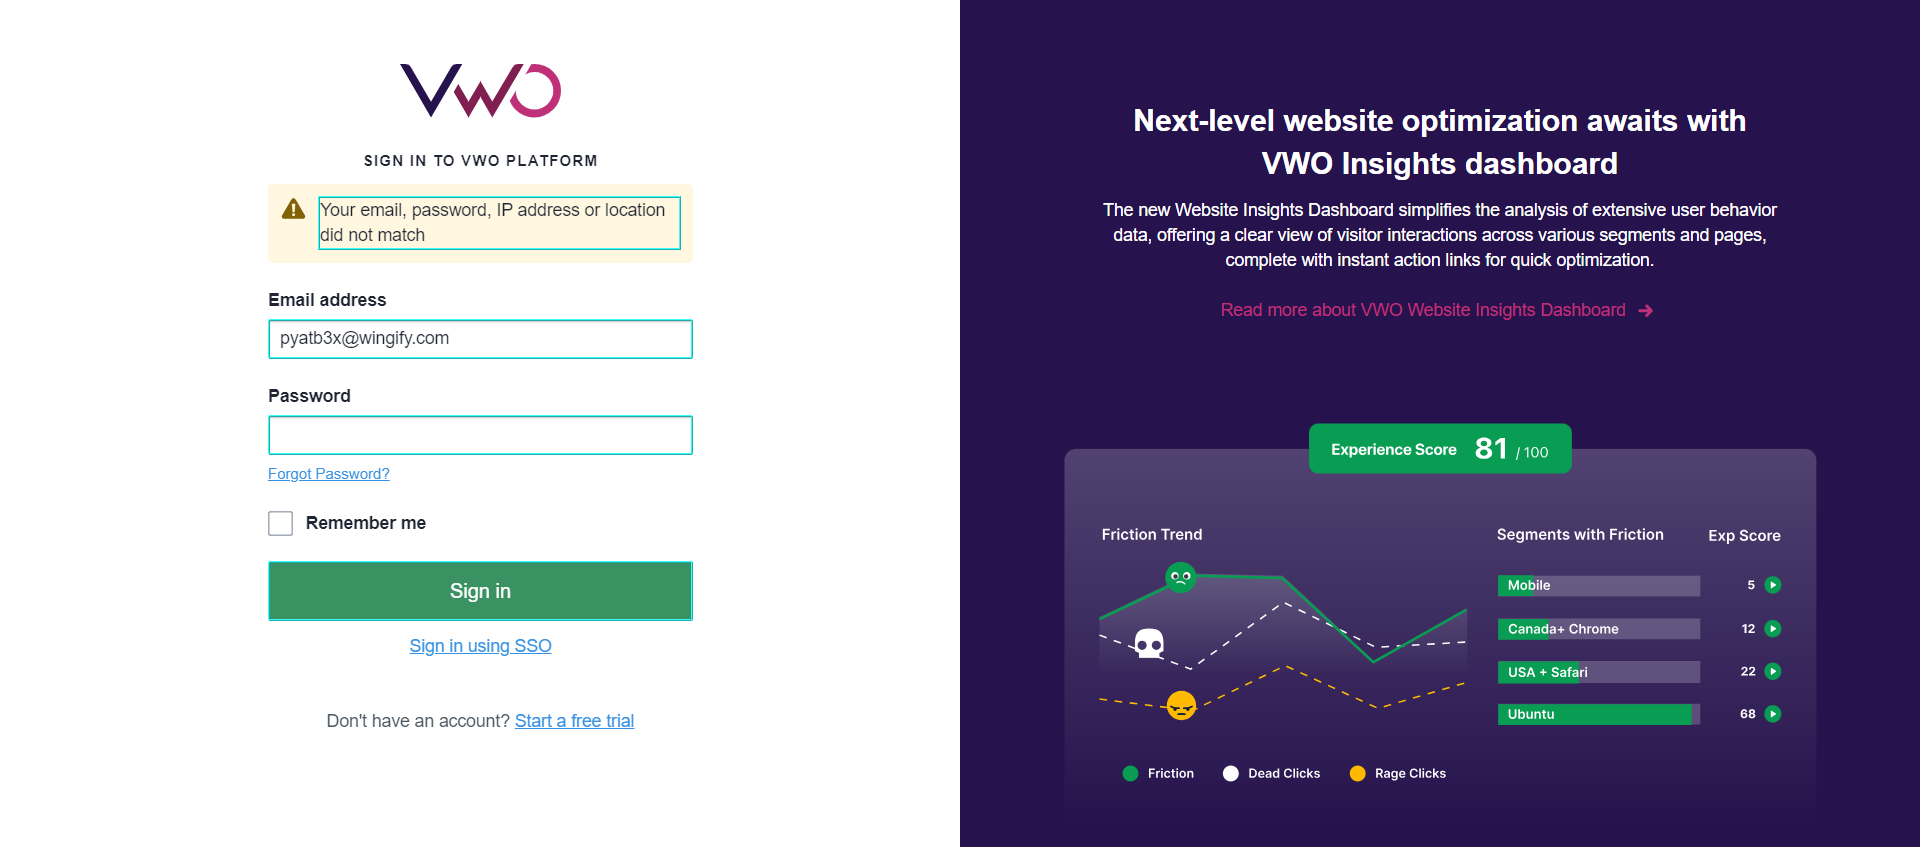 VWO
SIGN IN TO VWO PLATFORM
Your email, password, IP address or location
did not match
Email address
pyatb3x@wingify.com
Password
Forgot Password?
Remember me
Sign in
Sign in using SSO
Don't have an account? Start a free trial
Next-level website optimization awaits with
VWO Insights dashboard
The new Website Insights Dashboard simplifies the analysis of extensive user behavior
data, offering a clear view of visitor interactions across various segments and pages,
complete with instant action links for quick optimization.
Read more about VWO Website Insights Dashboard
Experience Score 81 / 100
Friction Trend
Segments with Friction Exp Score
Mobile 5
Canada+ Chrome 12
USA + Safari 22
Ubuntu 68
Friction Dead Clicks Rage Clicks